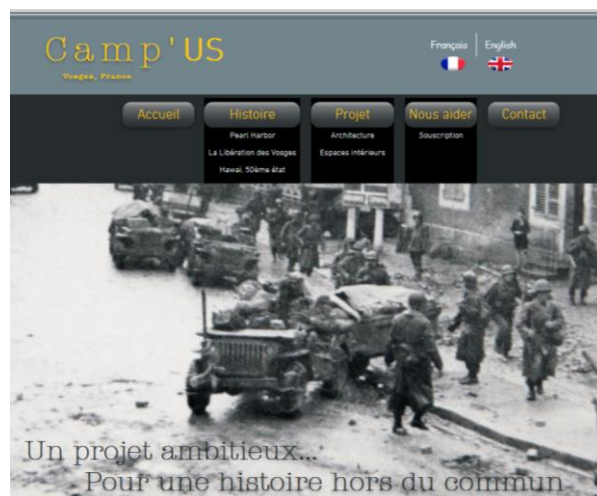 Camp'US
Vosges, France
Français
English
Accueil
Histoire
Projet
Nous aider
Contact
Pearl Harbor
Architecture
Souscription
La Libération des Vosges
Espaces intérieurs
Hawaï, 50ème état
Un projet ambitieux...
Pour une histoire hors du commun